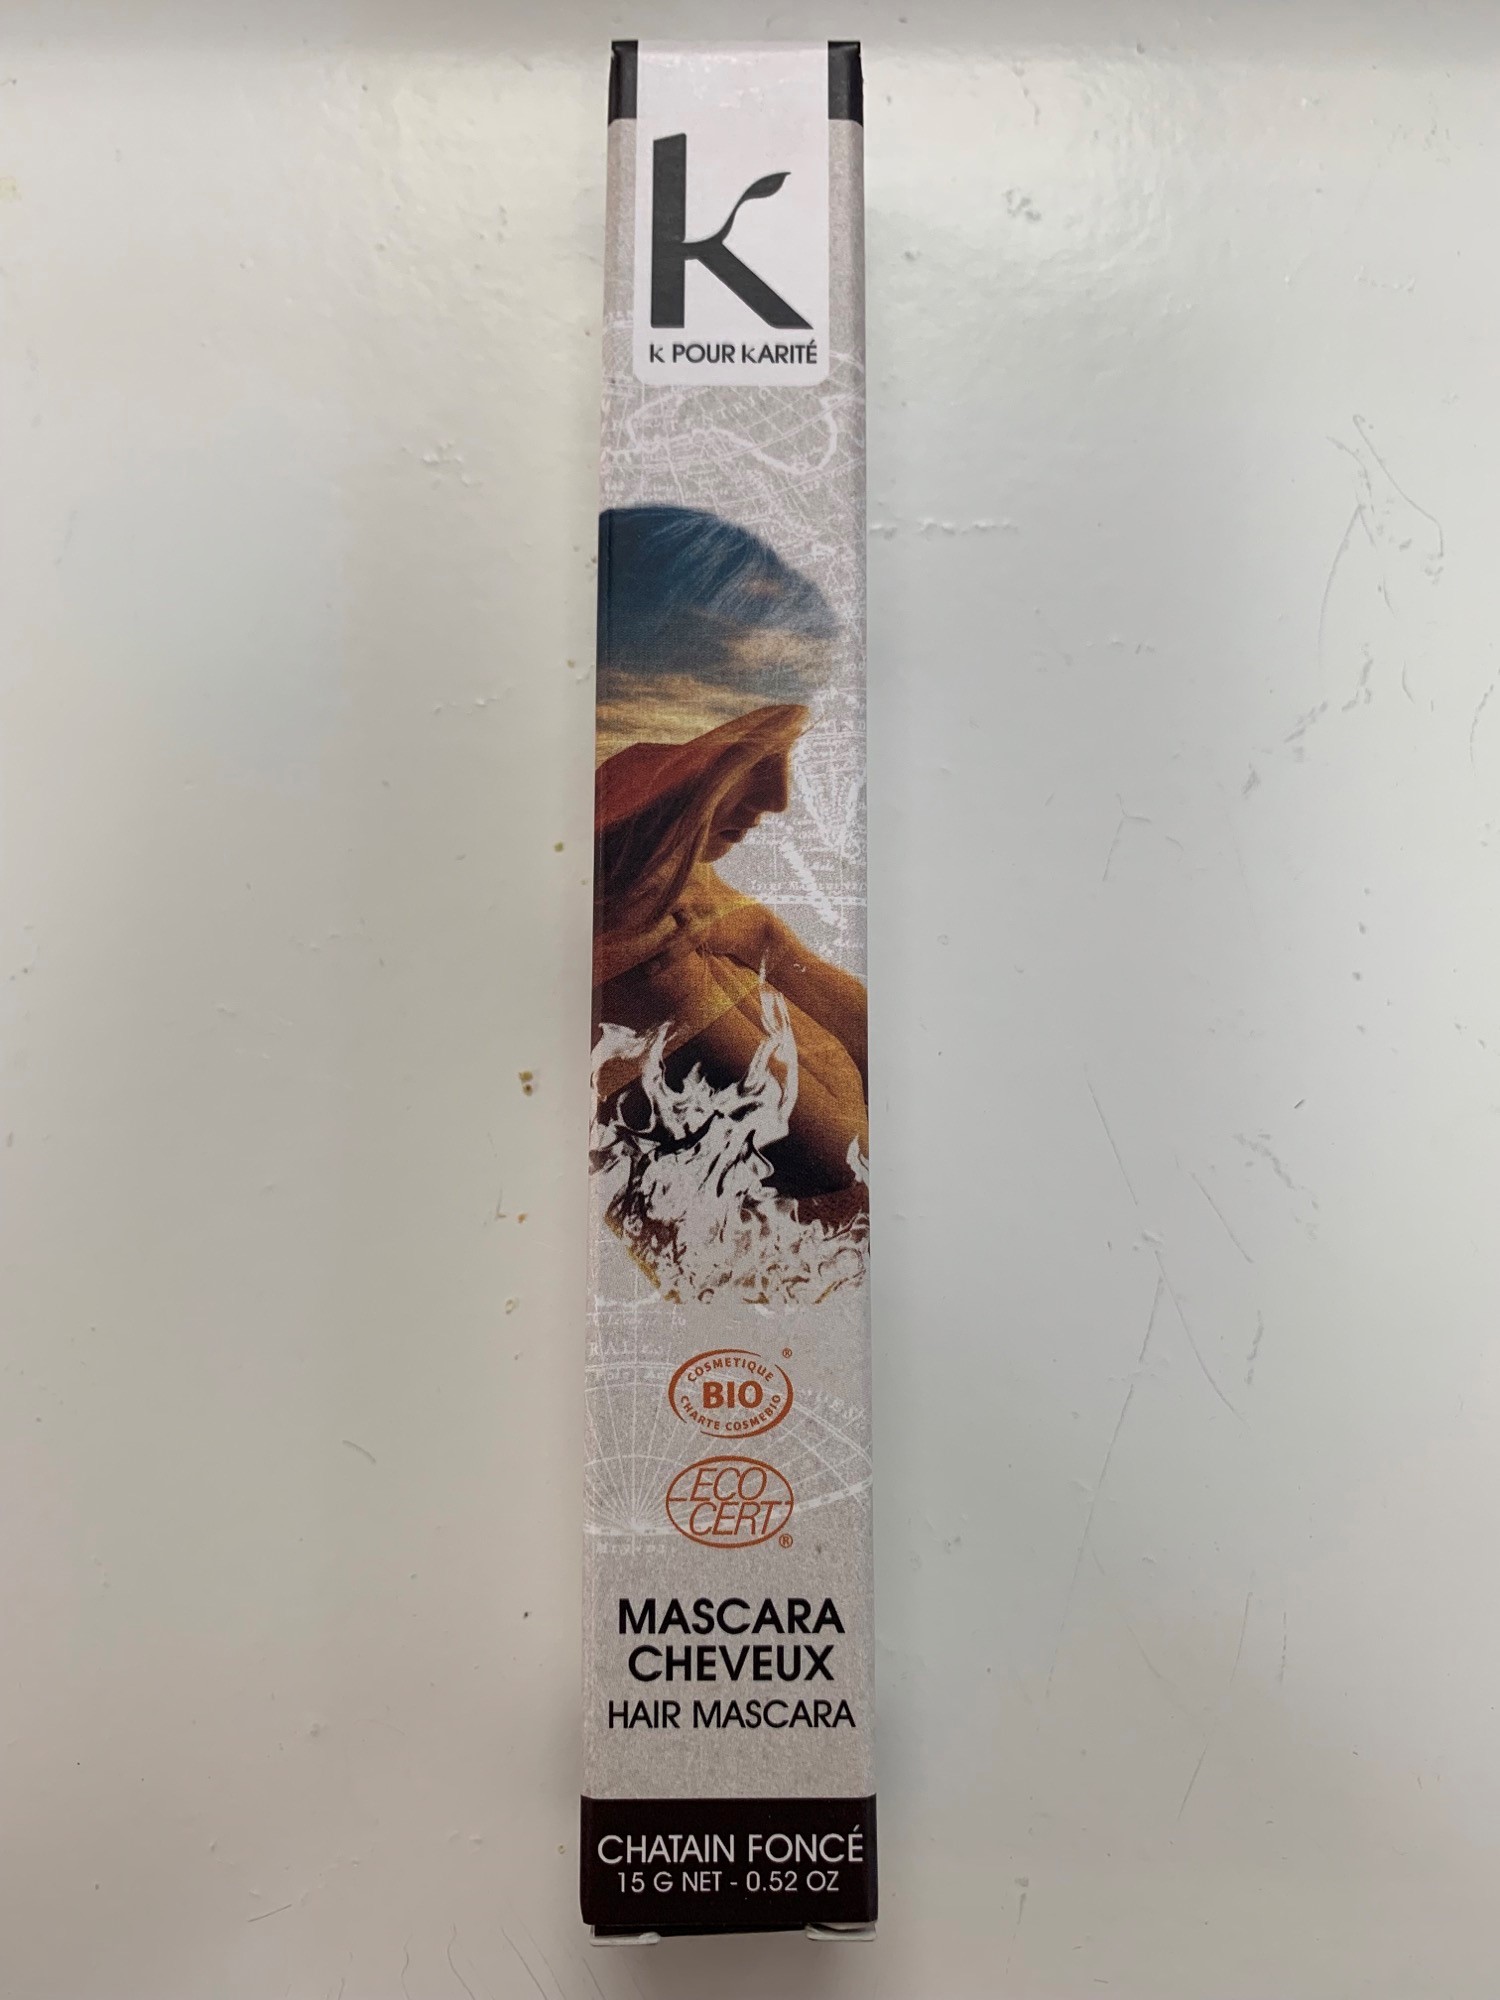 K
K POUR KARITÉ
COSMETIQUE
BIO
CHARTE COSMEBIO
®
ECO
CERT
®
MASCARA
CHEVEUX
HAIR MASCARA
CHATAIN FONCÉ
15 G NET - 0.52 OZ